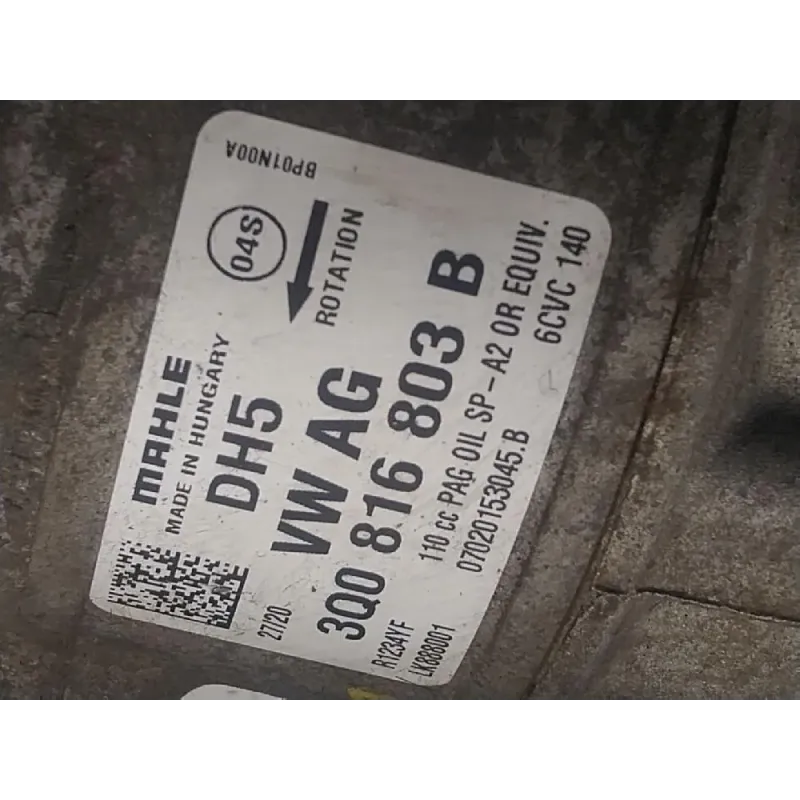 MAHLE
MADE IN HUNGARY
04S
BP01N00A
DH5
ROTATION
VW AG
27/20
3Q0 816 803 B
R1234YF
110 cc PAG OIL SP-A2 OR EQUIV.
LK888001
07020153045.B
6CVC 140